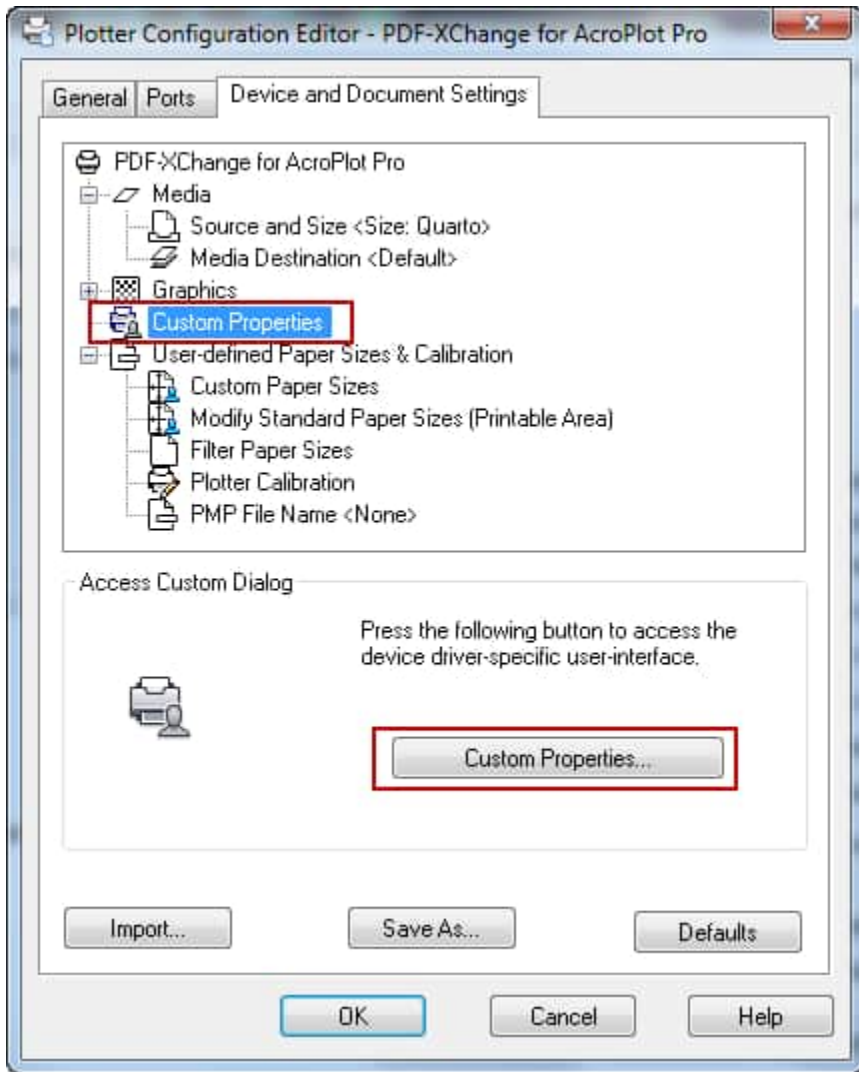 Plotter Configuration Editor - PDF-XChange for AcroPlot Pro
General
Ports
Device and Document Settings
PDF-XChange for AcroPlot Pro
Media
Source and Size <Size: Quarto>
Media Destination <Default>
Graphics
Custom Properties
User-defined Paper Sizes & Calibration
Custom Paper Sizes
Modify Standard Paper Sizes (Printable Area)
Filter Paper Sizes
Plotter Calibration
PMP File Name <None>
Access Custom Dialog
Press the following button to access the
device driver-specific user-interface.
Custom Properties...
Import...
Save As...
Defaults
OK
Cancel
Help